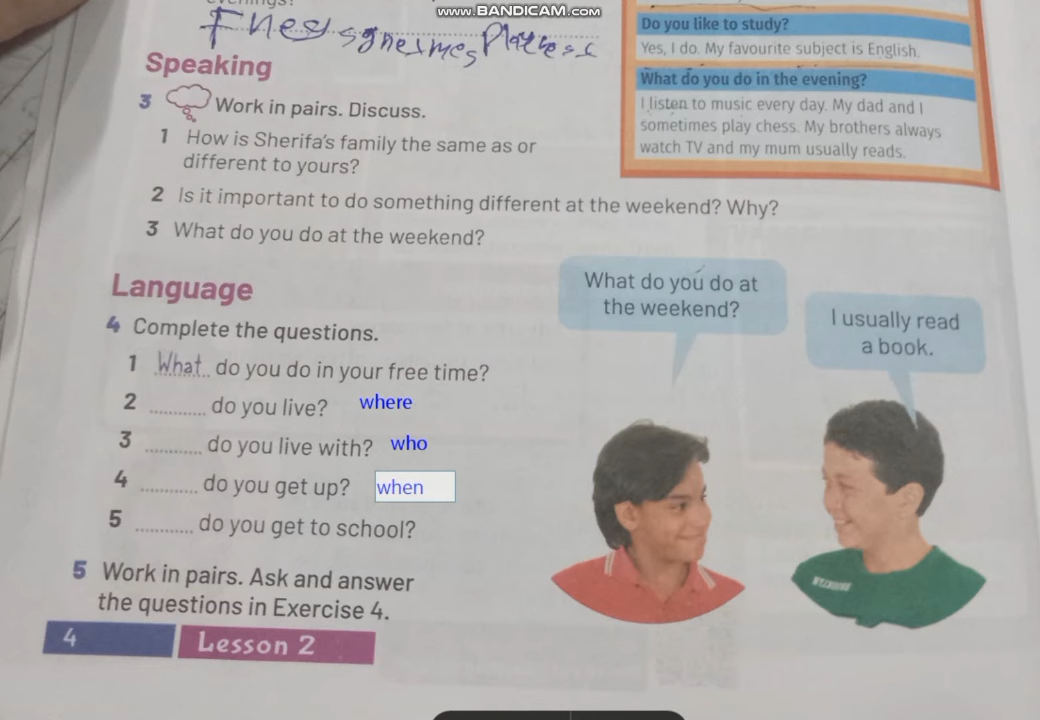 www.BANDICAM.com
Do you like to study?
Yes, I do. My favourite subject is English.
What do you do in the evening?
I listen to music every day. My dad and I
sometimes play chess. My brothers always
watch TV and my mum usually reads.
Speaking
3 Work in pairs. Discuss.
1 How is Sherifa's family the same as or
different to yours?
2 Is it important to do something different at the weekend? Why?
3 What do you do at the weekend?
Language
4 Complete the questions.
1 What do you do in your free time?
2 ........... do you live? where
3 ........... do you live with? who
4 ........... do you get up? when
5 ........... do you get to school?
What do you do at
the weekend?
I usually read
a book.
5 Work in pairs. Ask and answer
the questions in Exercise 4.
4 Lesson 2